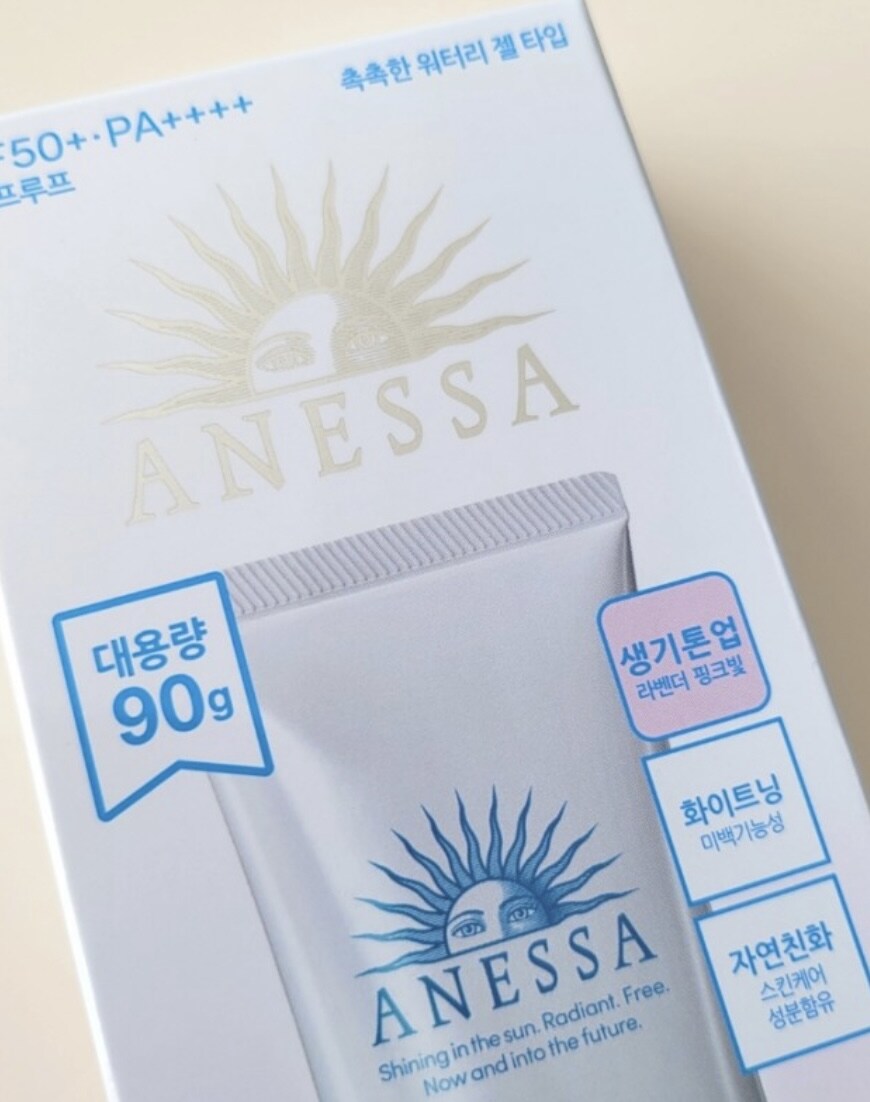 촉촉한 워터리 젤 타입
50+·PA++++
프루프
ANESSA
대용량
90g
생기톤업
라벤더 핑크빛
화이트닝
미백기능성
자연친화
스킨케어
성분함유
ANESSA
Shining in the sun. Radiant. Free.
Now and into the future.